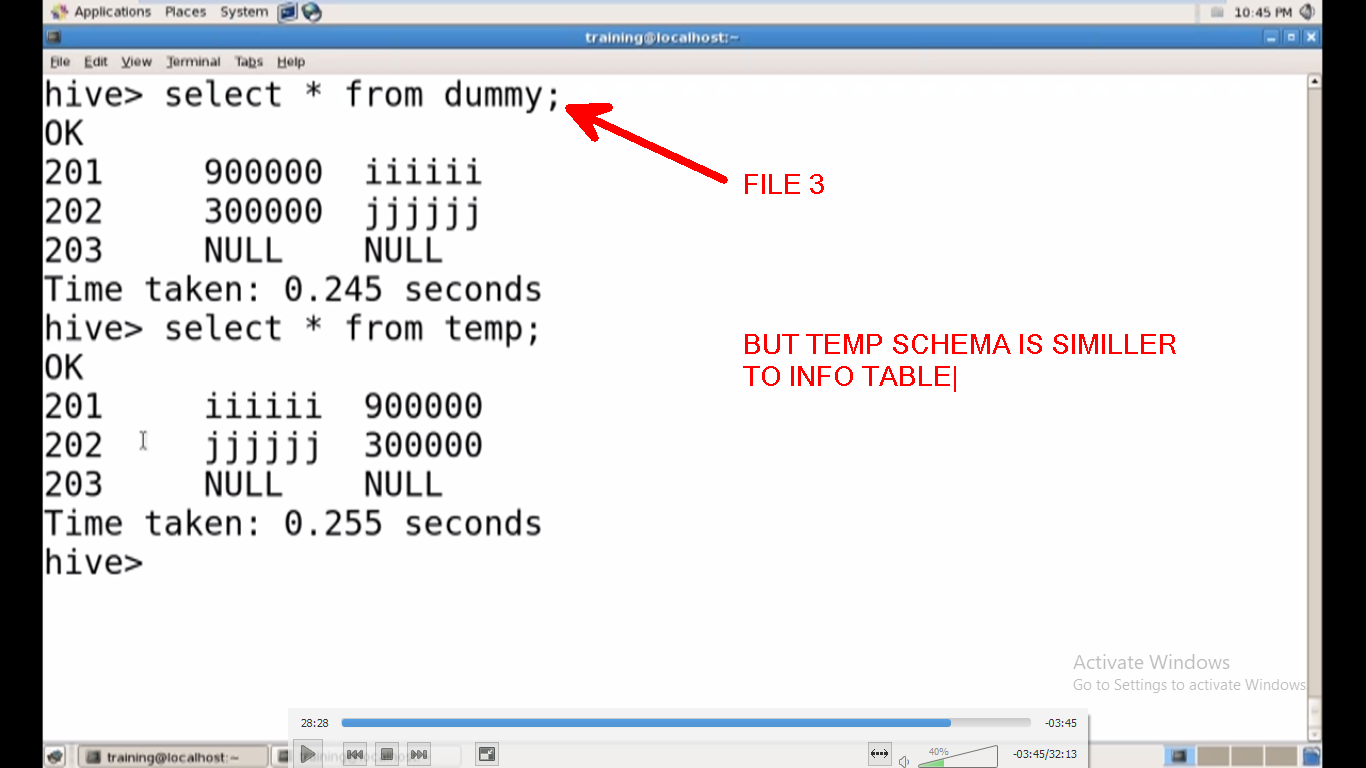 Applications Places System 10:45 PM
training@localhost:~
File Edit View Terminal Tabs Help
hive> select * from dummy;
OK
201 900000 iiiiii
202 300000 jjjjjj
203 NULL NULL
Time taken: 0.245 seconds
hive> select * from temp;
OK
201 iiiiii 900000
202 jjjjjj 300000
203 NULL NULL
Time taken: 0.255 seconds
hive>
FILE 3
BUT TEMP SCHEMA IS SIMILLER
TO INFO TABLE|
Activate Windows
Go to Settings to activate Windows
28:28 -03:45
40% -03:45/32:13
training@localhost:~